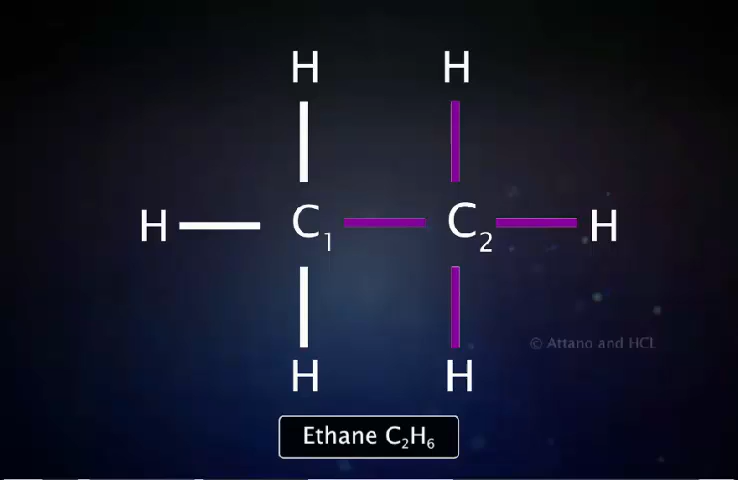 H H
H C₁ C₂ H
© Attano and HCL
H H
Ethane C₂H₆